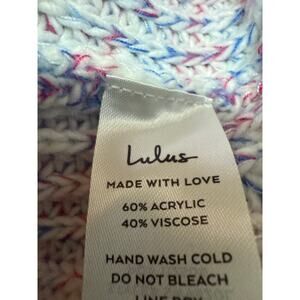 Lulus
MADE WITH LOVE
60% ACRYLIC
40% VISCOSE
HAND WASH COLD
DO NOT BLEACH
LINE DRY